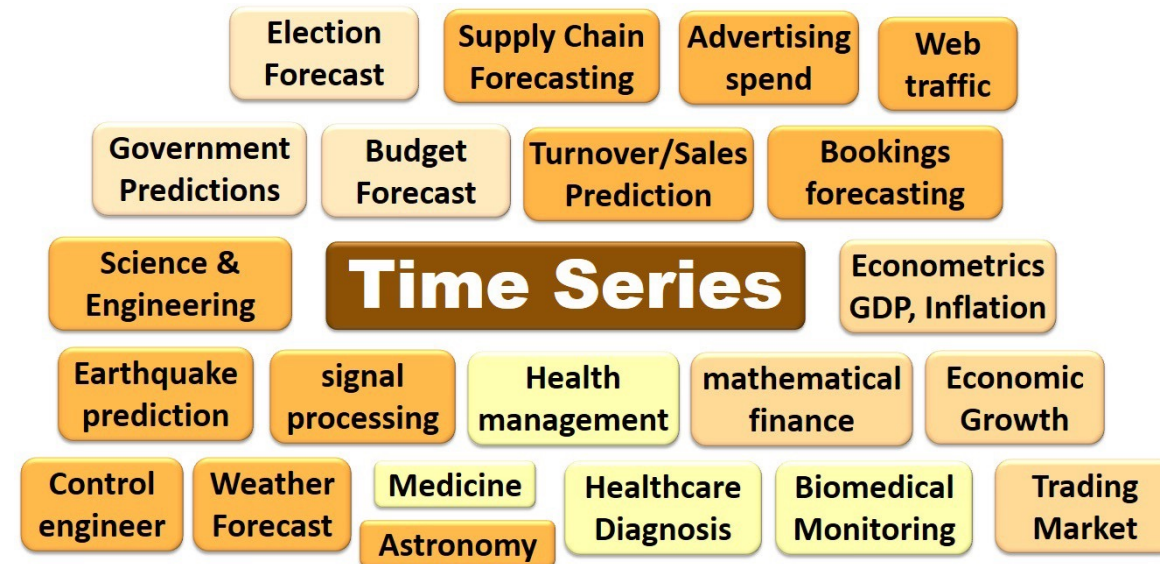 Election
Forecast
Supply Chain
Forecasting
Advertising
spend
Web
traffic
Government
Predictions
Budget
Forecast
Turnover/Sales
Prediction
Bookings
forecasting
Science &
Engineering
Time Series
Econometrics
GDP, Inflation
Earthquake
prediction
signal
processing
Health
management
mathematical
finance
Economic
Growth
Control
engineer
Weather
Forecast
Medicine
Astronomy
Healthcare
Diagnosis
Biomedical
Monitoring
Trading
Market